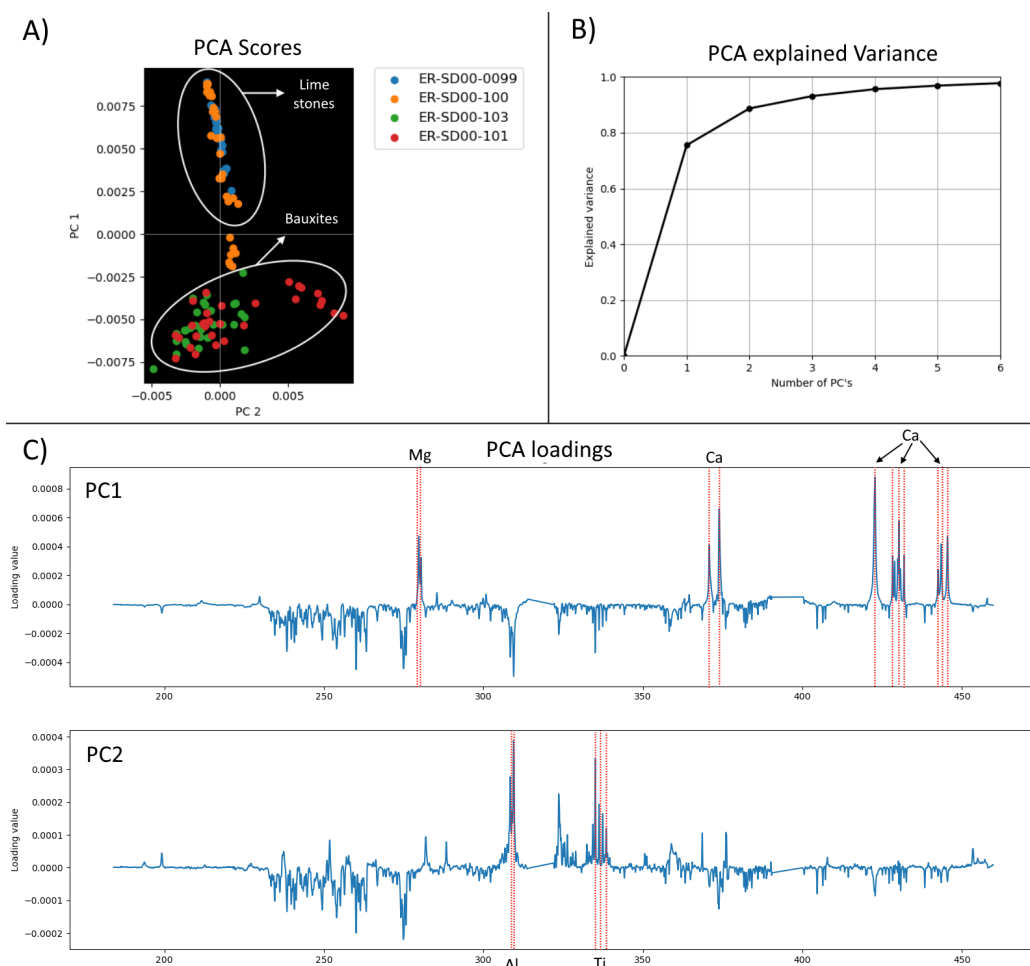 A)
PCA Scores
Lime
stones
Bauxites
0.0075
0.0050
0.0025
0.0000
−0.0025
−0.0050
−0.0075
PC 1
−0.005
0.000
0.005
PC 2
ER-SD00-0099
ER-SD00-100
ER-SD00-103
ER-SD00-101
B)
PCA explained Variance
1.0
0.8
0.6
0.4
0.2
0.0
Explained variance
0
1
2
3
4
5
6
Number of PC's
C)
PCA loadings
Mg
Ca
Ca
PC1
0.0008
0.0006
0.0004
0.0002
0.0000
−0.0002
−0.0004
Loading value
200
250
300
350
400
450
PC2
0.0004
0.0003
0.0002
0.0001
0.0000
−0.0001
−0.0002
Loading value
200
250
300
350
400
450
Al
Ti